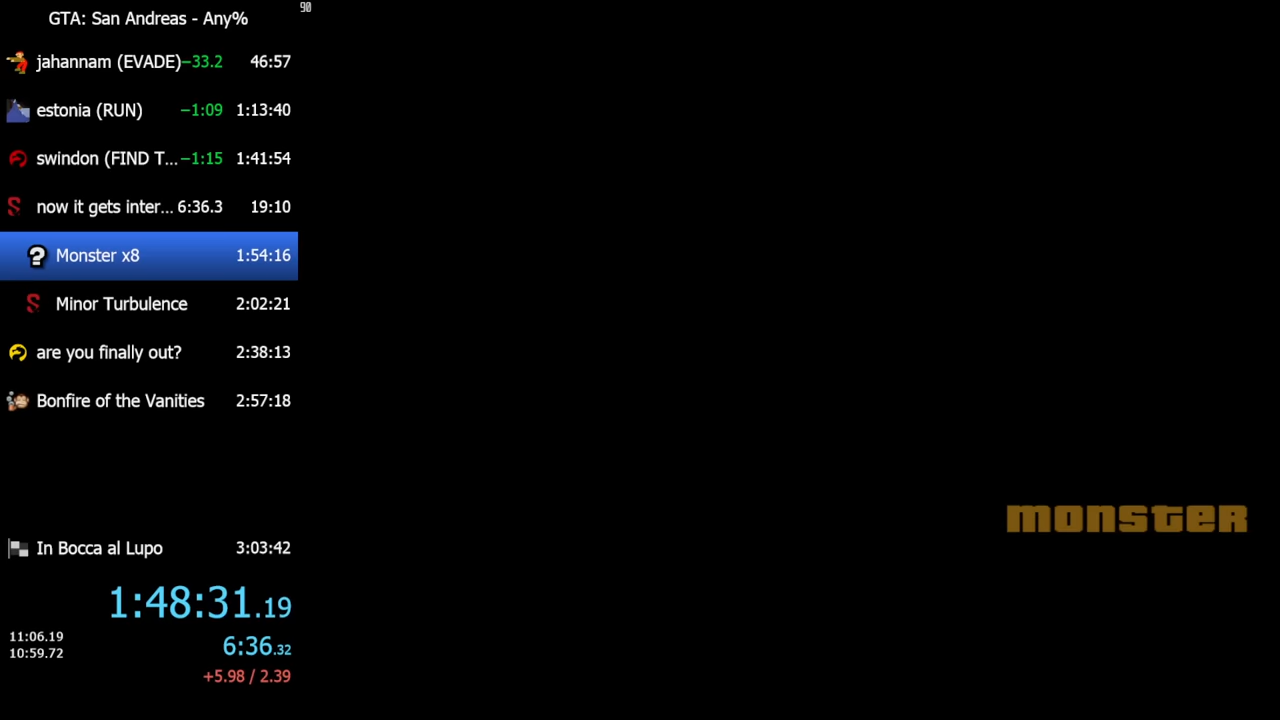 GTA: San Andreas - Any%
90
jahannam (EVADE) −33.2 46:57
estonia (RUN) −1:09 1:13:40
swindon (FIND T... −1:15 1:41:54
now it gets inter... 6:36.3 19:10
Monster x8 1:54:16
Minor Turbulence 2:02:21
are you finally out? 2:38:13
Bonfire of the Vanities 2:57:18
monster
In Bocca al Lupo 3:03:42
1:48:31.19
11:06.19 6:36.32
10:59.72
+5.98 / 2.39